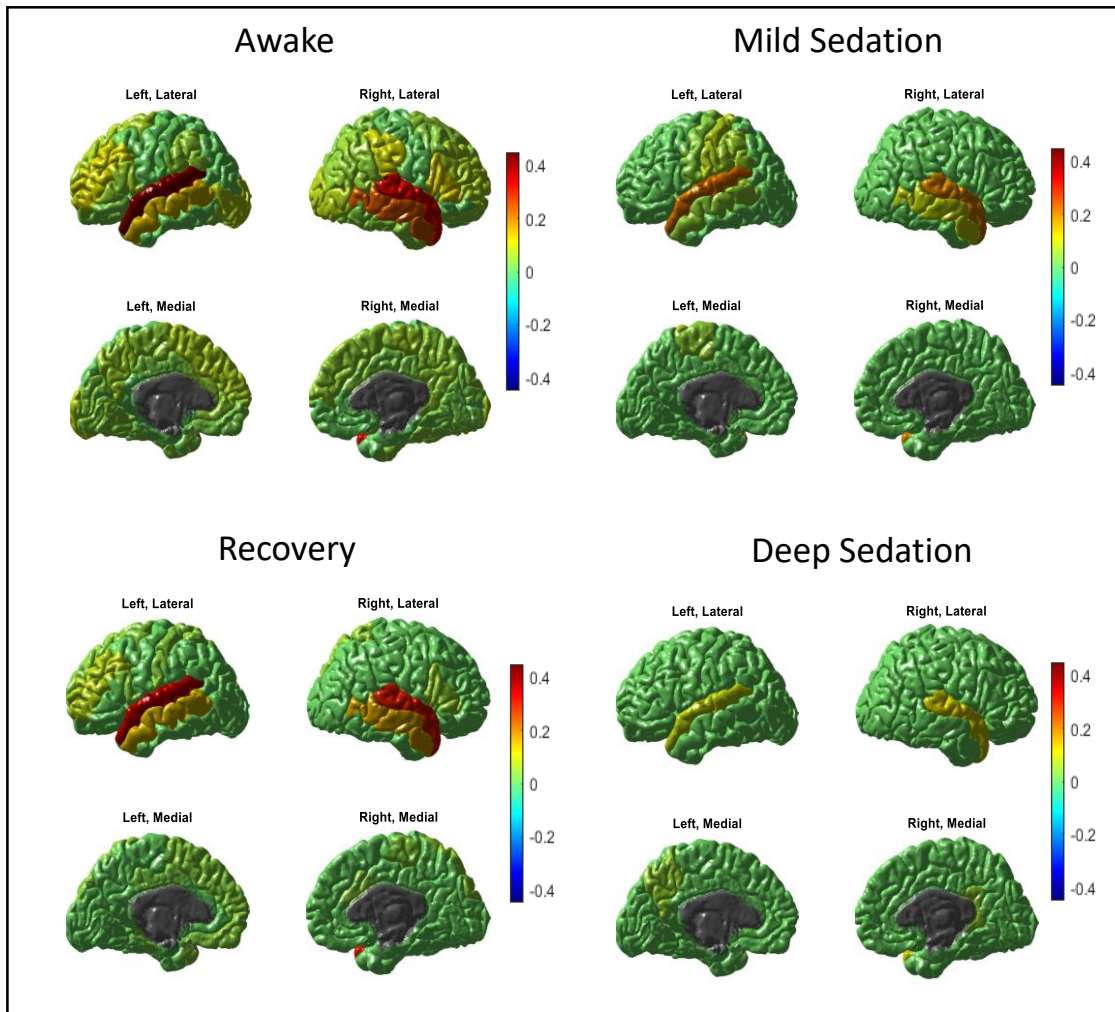 Awake
Mild Sedation
Left, Lateral
Right, Lateral
Left, Lateral
Right, Lateral
0.4
0.2
0
-0.2
-0.4
0.4
0.2
0
-0.2
-0.4
Left, Medial
Right, Medial
Left, Medial
Right, Medial
Recovery
Deep Sedation
Left, Lateral
Right, Lateral
Left, Lateral
Right, Lateral
0.4
0.2
0
-0.2
-0.4
0.4
0.2
0
-0.2
-0.4
Left, Medial
Right, Medial
Left, Medial
Right, Medial